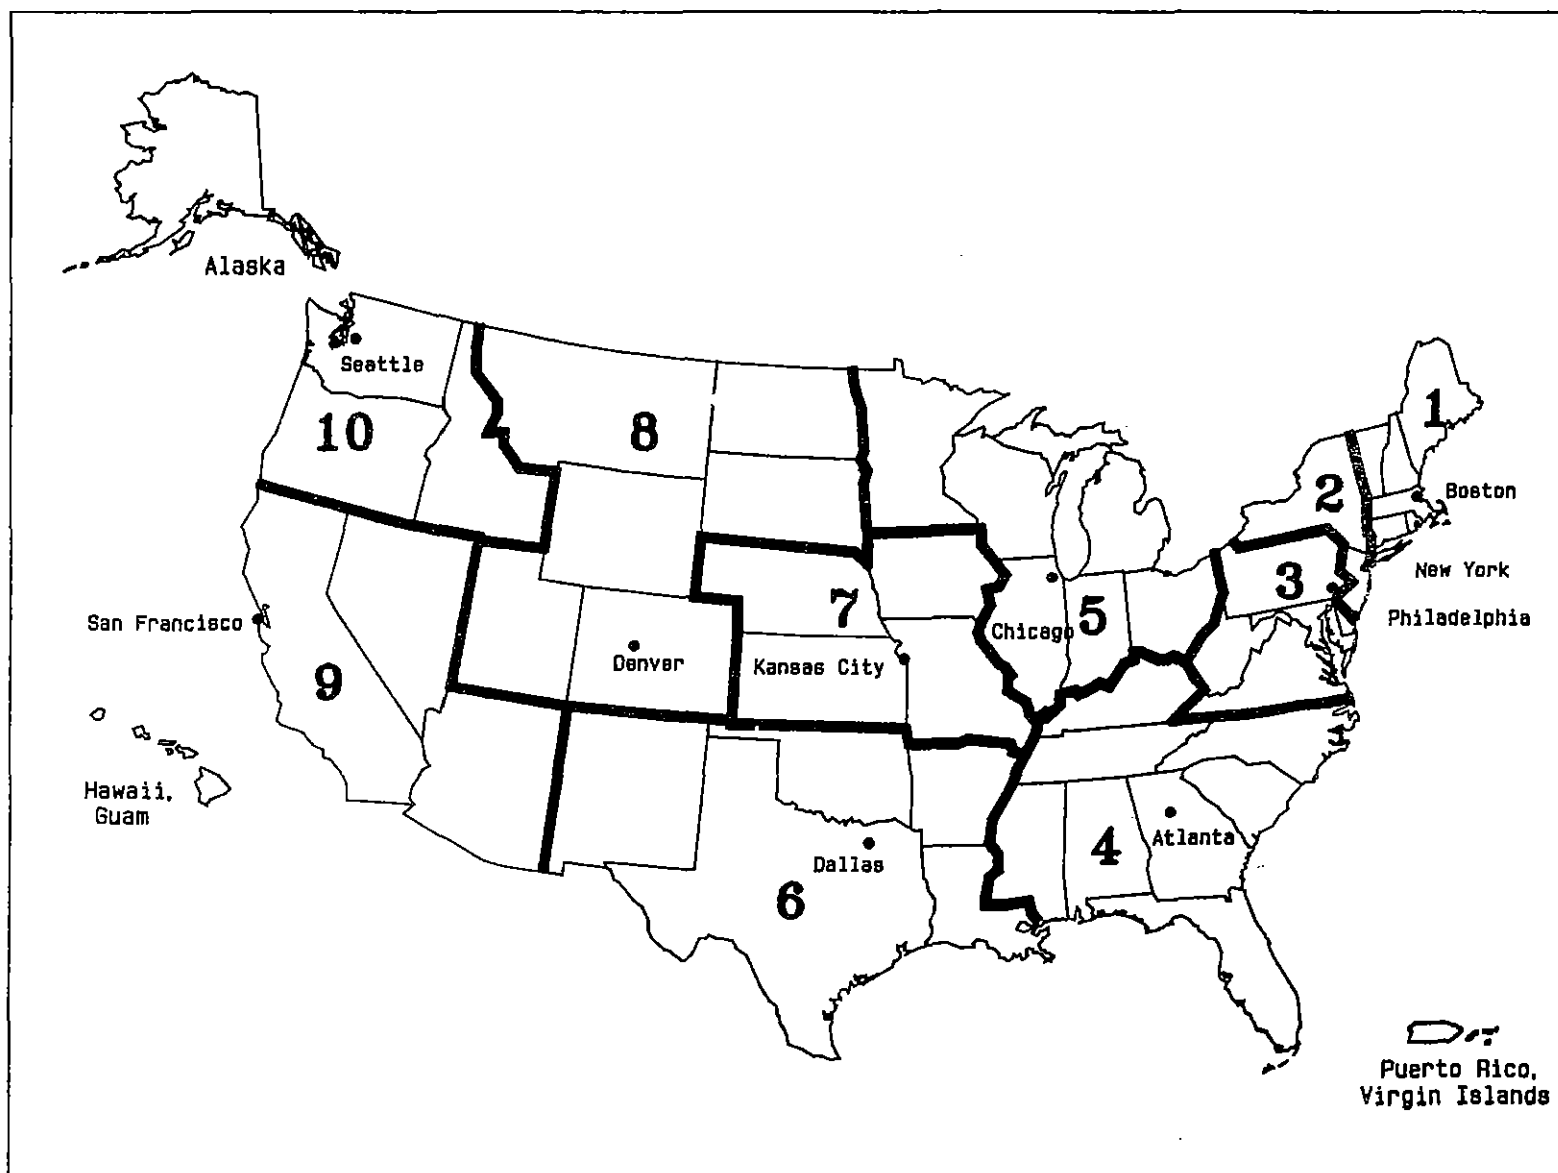 Alaska
Seattle
10
8
1
2
Boston
New York
3
Philadelphia
7
5
Chicago
San Francisco
Denver
Kansas City
9
Hawaii,
Guam
4
Atlanta
Dallas
6
Puerto Rico,
Virgin Islands